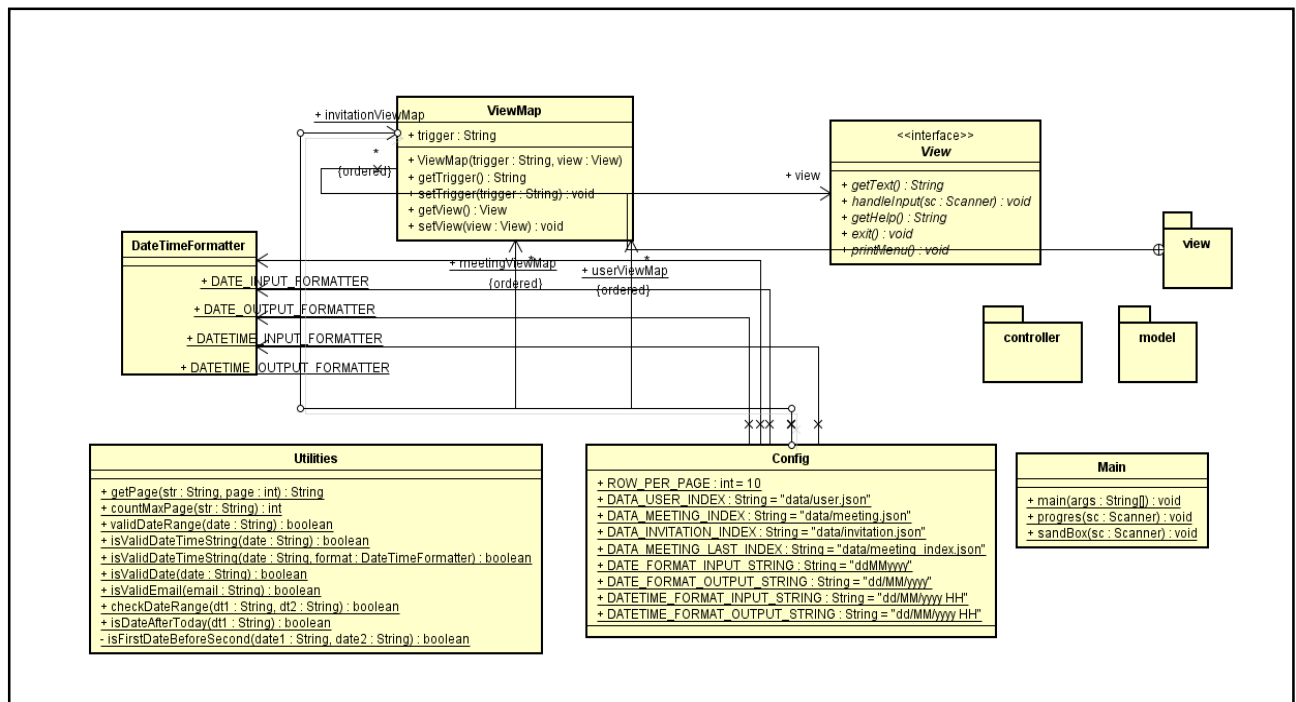 ViewMap
+ trigger : String
+ ViewMap(trigger : String, view : View)
+ getTrigger() : String
+ setTrigger(trigger : String) : void
+ getView() : View
+ setView(view : View) : void
+ invitationViewMap
*
{ordered}
+ view
<<interface>>
View
+ getText() : String
+ handleInput(sc : Scanner) : void
+ getHelp() : String
+ exit() : void
+ printMenu() : void
view
controller
model
DateTimeFormatter
+ DATE_INPUT_FORMATTER
+ DATE_OUTPUT_FORMATTER
+ DATETIME_INPUT_FORMATTER
+ DATETIME_OUTPUT_FORMATTER
+ meetingViewMap
*
{ordered}
+ userViewMap
*
{ordered}
Utilities
+ getPage(str : String, page : int) : String
+ countMaxPage(str : String) : int
+ validDateRange(date : String) : boolean
+ isValidDateTimeString(date : String) : boolean
+ isValidDateTimeString(date : String, format : DateTimeFormatter) : boolean
+ isValidDate(date : String) : boolean
+ isValidEmail(email : String) : boolean
+ checkDateRange(dt1 : String, dt2 : String) : boolean
+ isDateAfterToday(dt1 : String) : boolean
- isFirstDateBeforeSecond(date1 : String, date2 : String) : boolean
Config
+ ROW_PER_PAGE : int = 10
+ DATA_USER_INDEX : String = "data/user.json"
+ DATA_MEETING_INDEX : String = "data/meeting.json"
+ DATA_INVITATION_INDEX : String = "data/invitation.json"
+ DATA_MEETING_LAST_INDEX : String = "data/meeting_index.json"
+ DATE_FORMAT_INPUT_STRING : String = "ddMMyyyy"
+ DATE_FORMAT_OUTPUT_STRING : String = "dd/MM/yyyy"
+ DATETIME_FORMAT_INPUT_STRING : String = "dd/MM/yyyy HH"
+ DATETIME_FORMAT_OUTPUT_STRING : String = "dd/MM/yyyy HH"
Main
+ main(args : String[]) : void
+ progres(sc : Scanner) : void
+ sandBox(sc : Scanner) : void